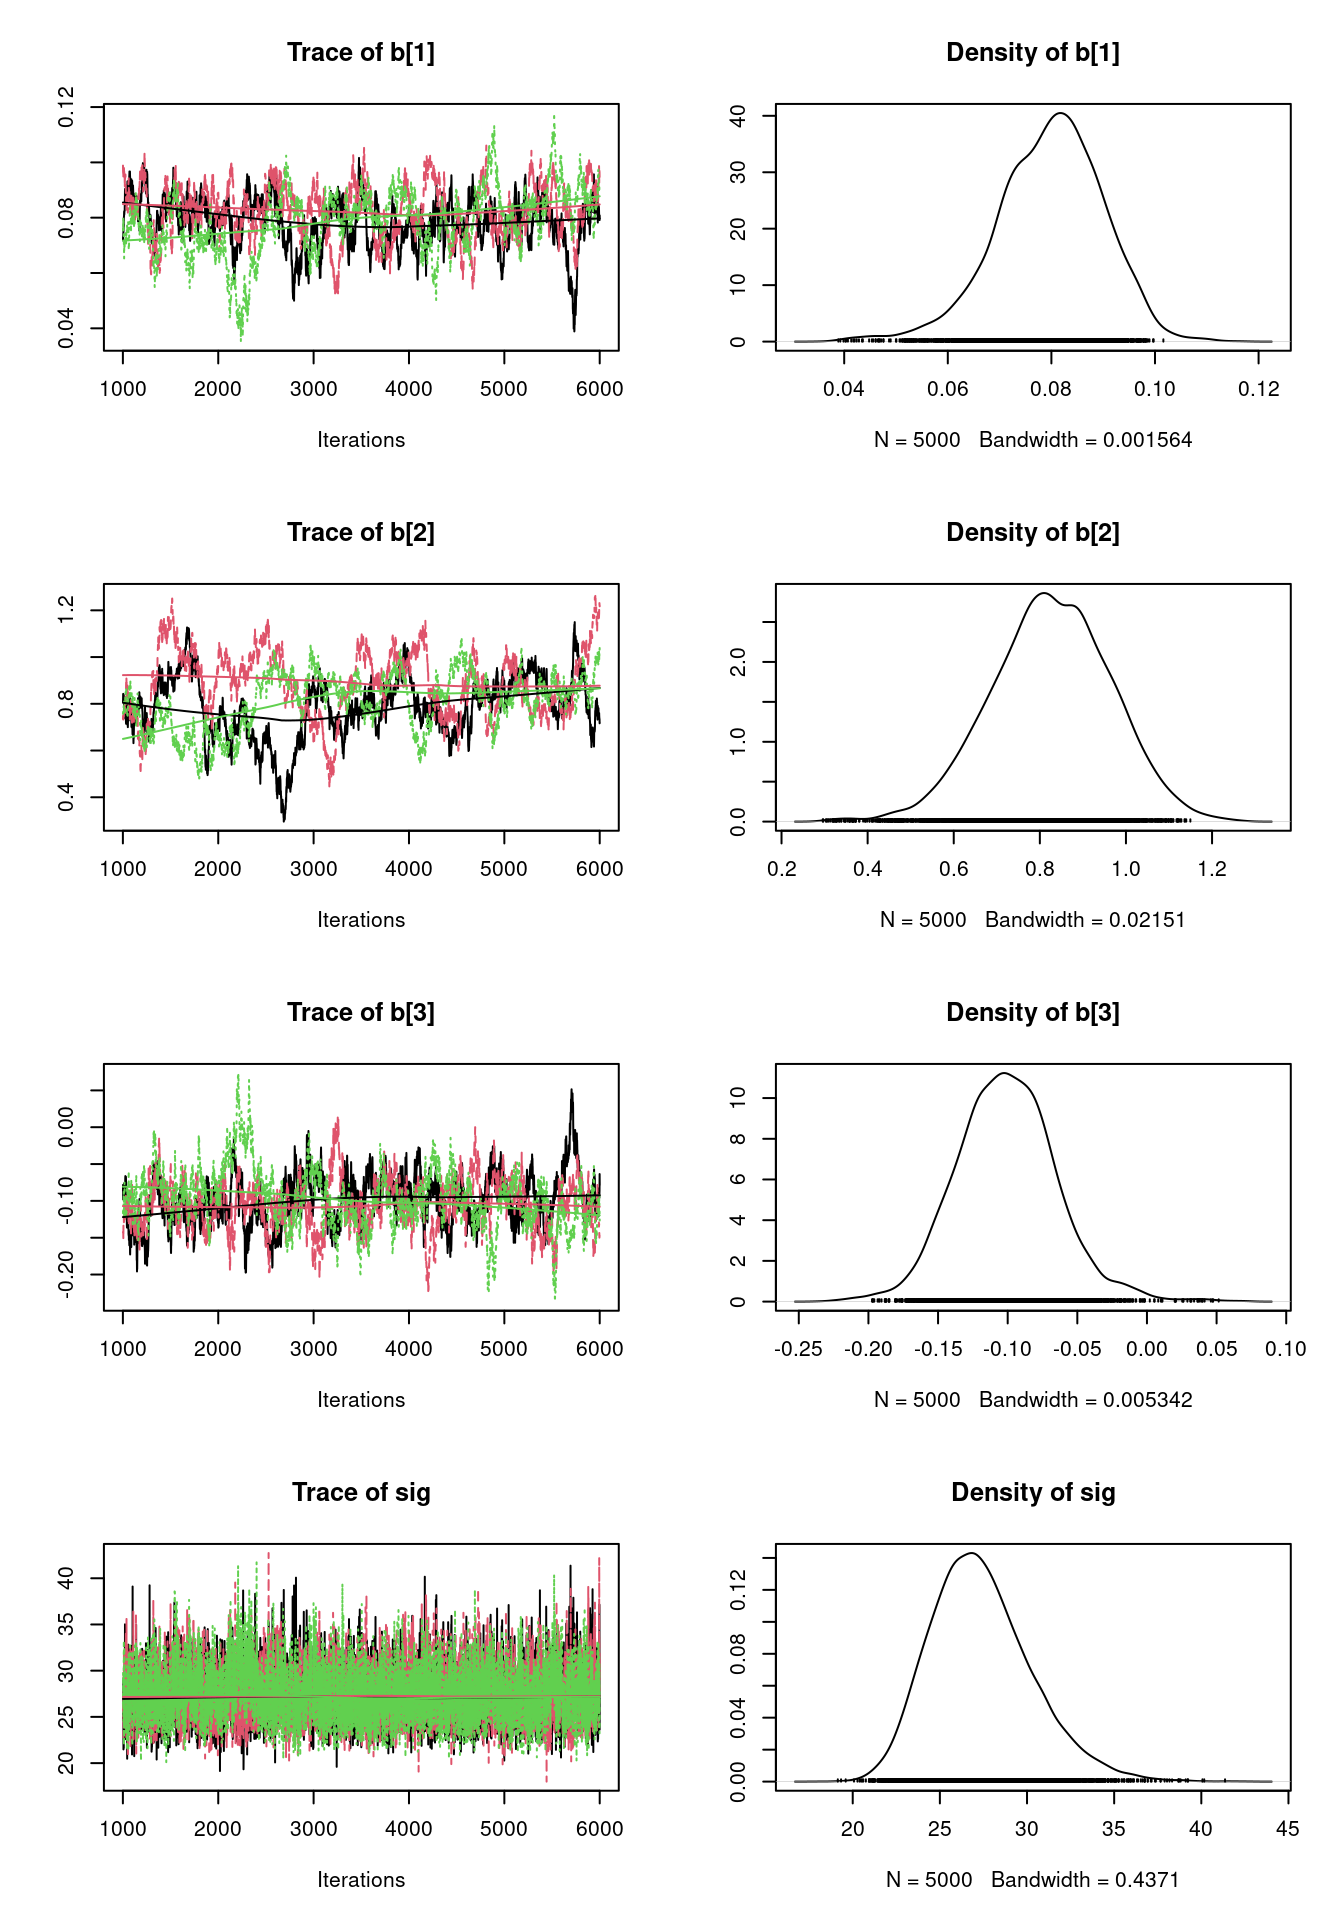 Trace of b[1]
0.04 0.08 0.12
1000 2000 3000 4000 5000 6000
Iterations
Density of b[1]
0 10 20 30 40
0.04 0.06 0.08 0.10 0.12
N = 5000 Bandwidth = 0.001564
Trace of b[2]
0.4 0.8 1.2
1000 2000 3000 4000 5000 6000
Iterations
Density of b[2]
0.0 1.0 2.0
0.2 0.4 0.6 0.8 1.0 1.2
N = 5000 Bandwidth = 0.02151
Trace of b[3]
-0.20 -0.10 0.00
1000 2000 3000 4000 5000 6000
Iterations
Density of b[3]
0 2 4 6 8 10
-0.25 -0.20 -0.15 -0.10 -0.05 0.00 0.05 0.10
N = 5000 Bandwidth = 0.005342
Trace of sig
20 25 30 35 40
1000 2000 3000 4000 5000 6000
Iterations
Density of sig
0.00 0.04 0.08 0.12
20 25 30 35 40 45
N = 5000 Bandwidth = 0.4371